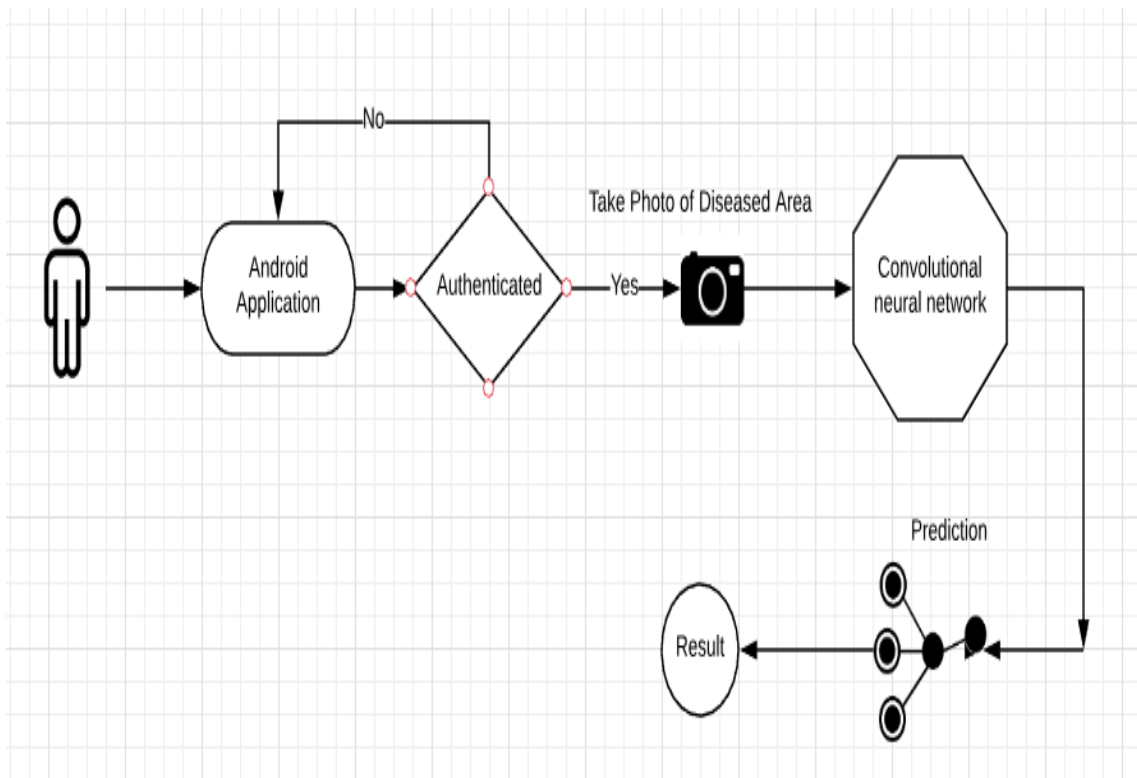 No
Take Photo of Diseased Area
Android
Application
Authenticated
Yes
Convolutional
neural network
Prediction
Result